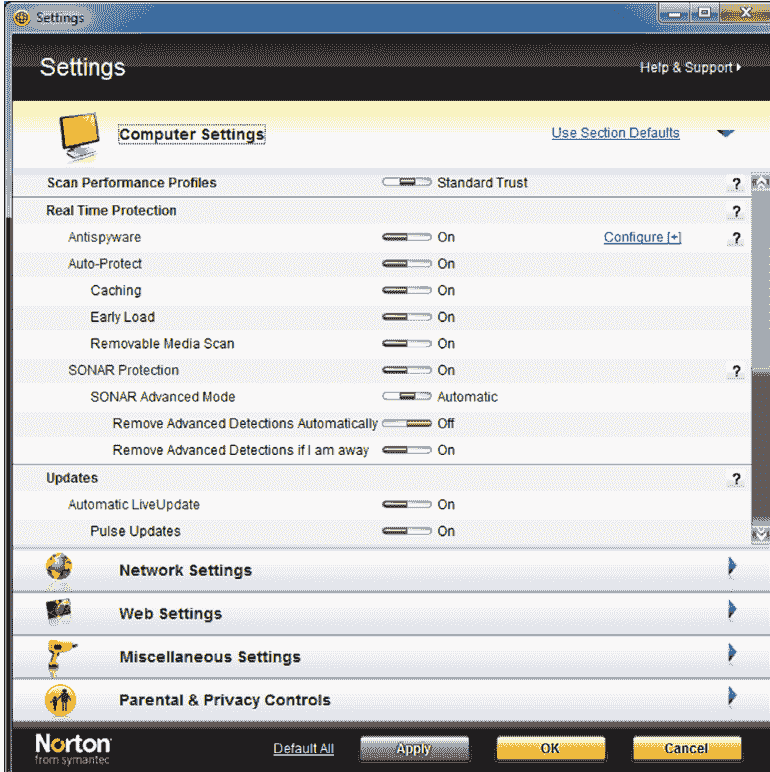 Settings
Settings Help & Support
Computer Settings Use Section Defaults
Scan Performance Profiles Standard Trust ?
Real Time Protection ?
Antispyware On Configure [+] ?
Auto-Protect On
Caching On
Early Load On
Removable Media Scan On
SONAR Protection On ?
SONAR Advanced Mode Automatic
Remove Advanced Detections Automatically Off
Remove Advanced Detections if I am away On
Updates ?
Automatic LiveUpdate On
Pulse Updates On
Network Settings
Web Settings
Miscellaneous Settings
Parental & Privacy Controls
Norton
from symantec
Default All Apply OK Cancel